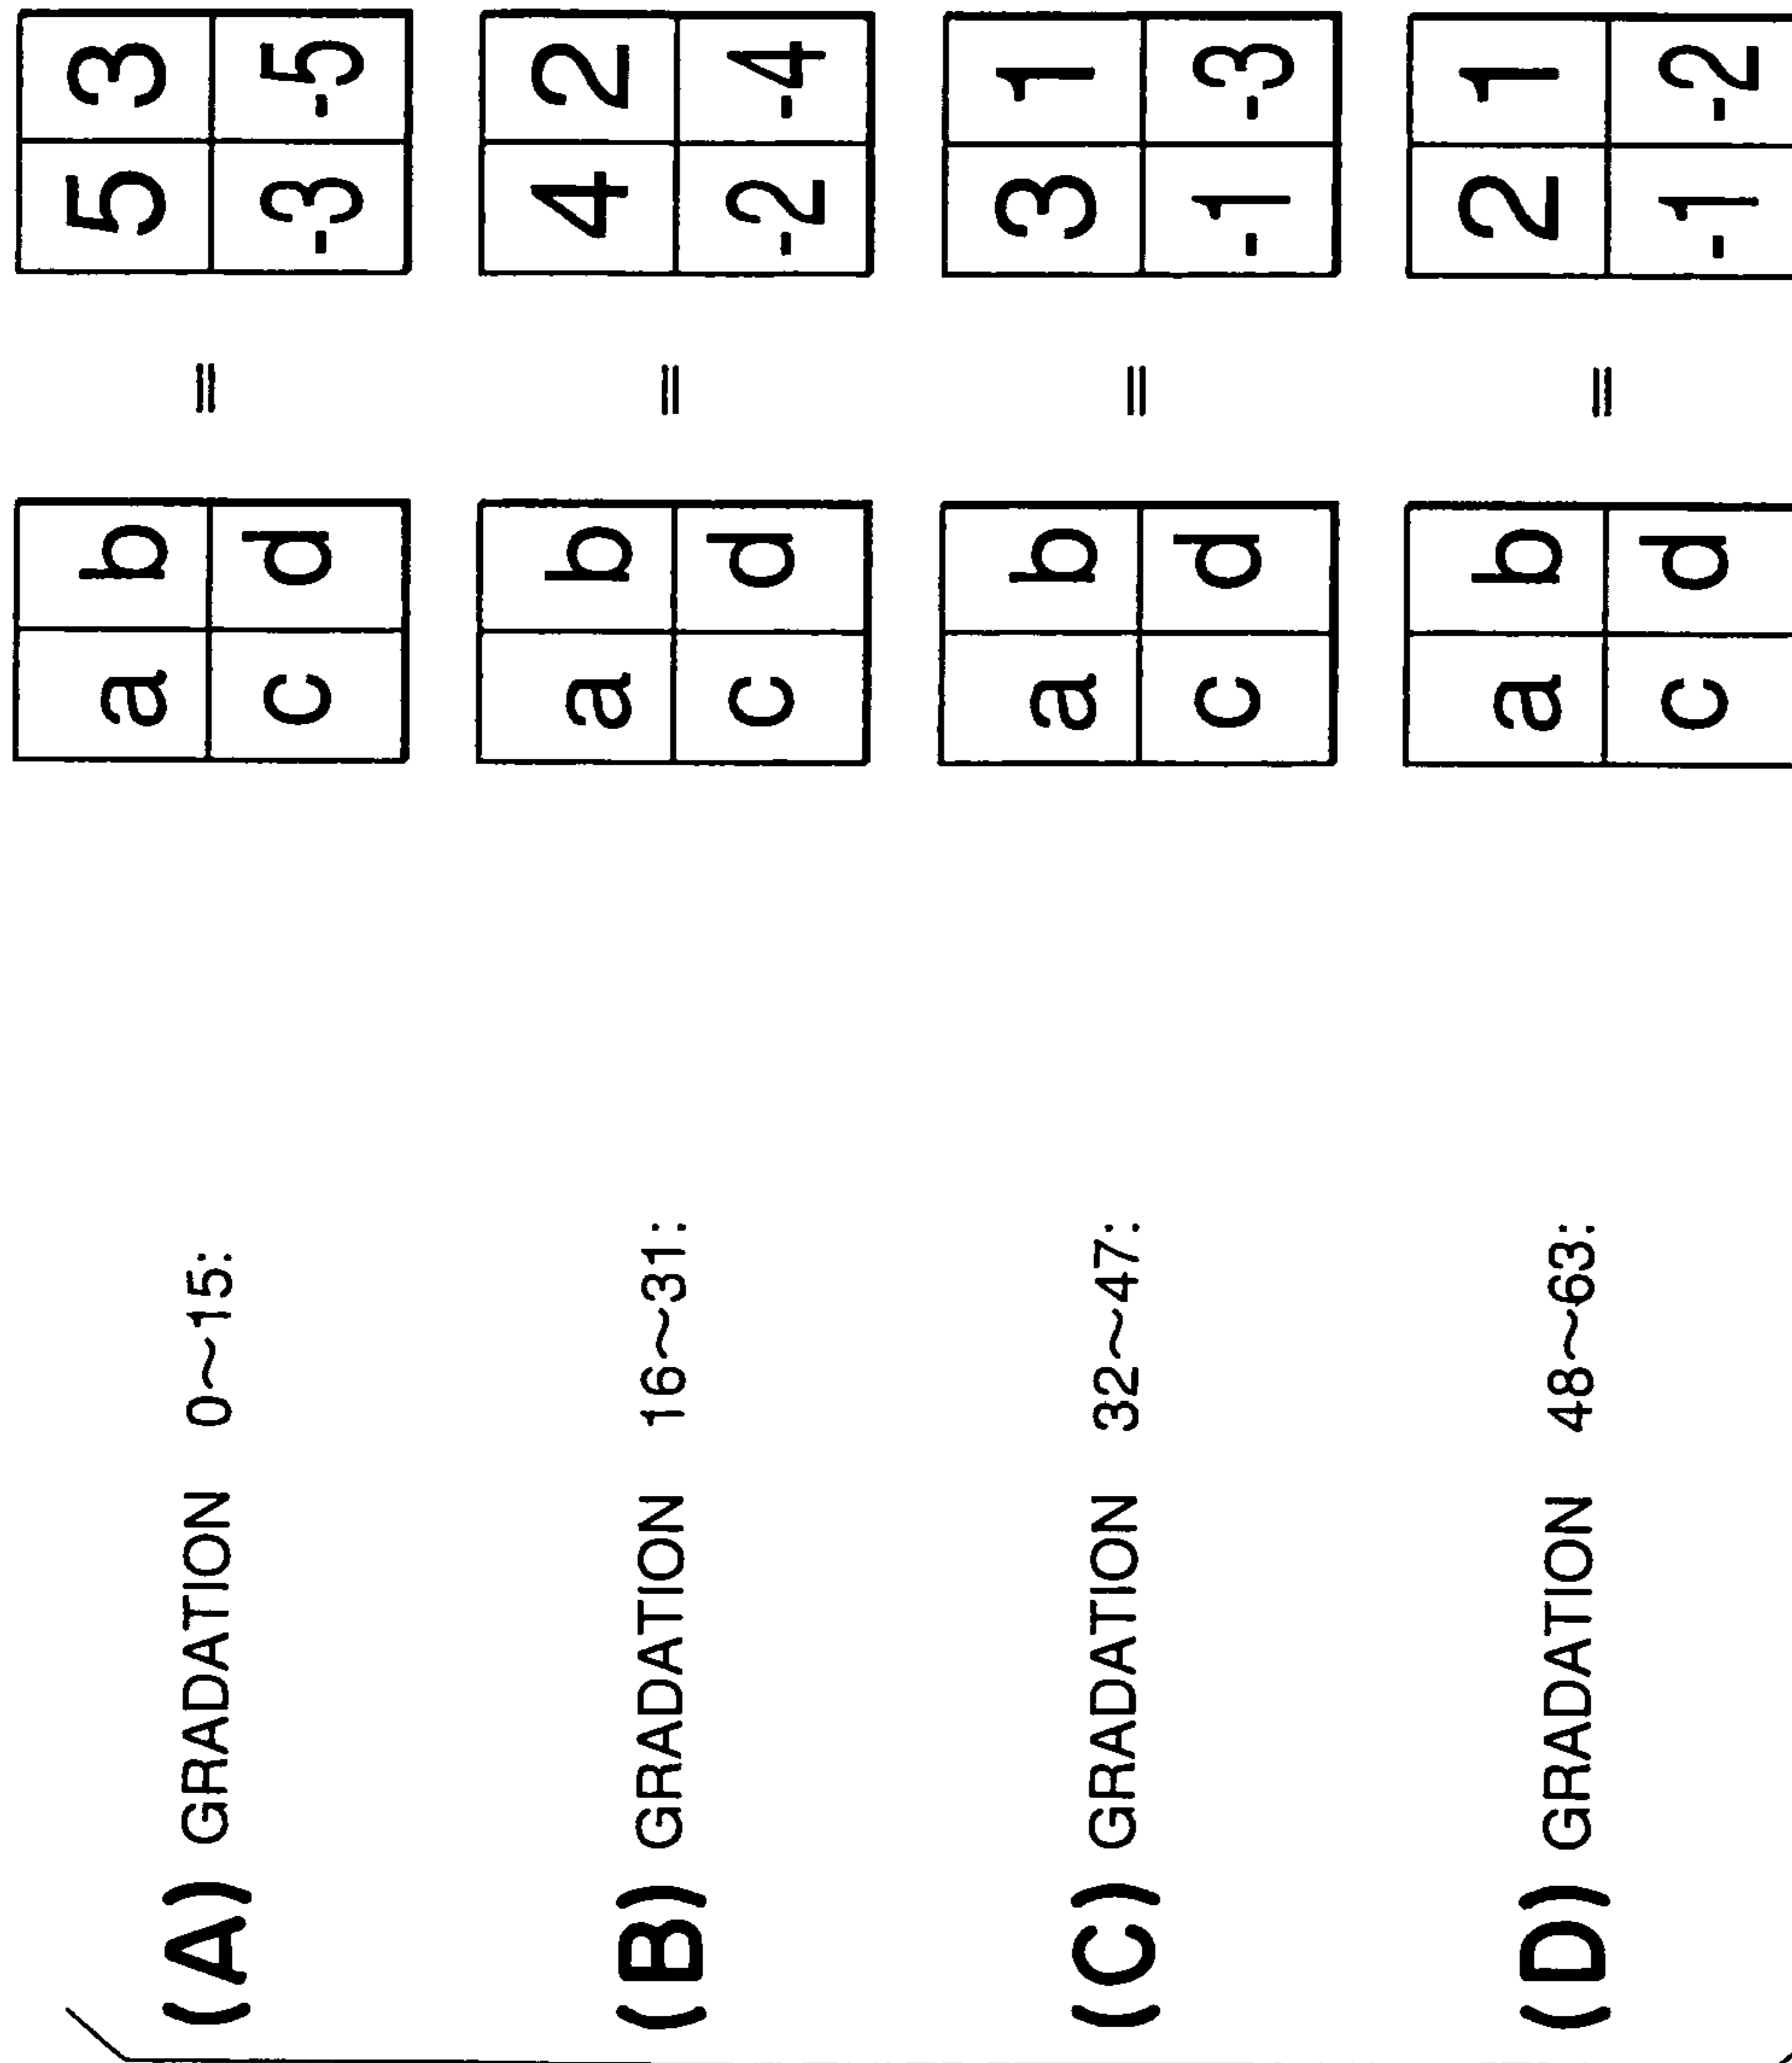 (A) GRADATION 0~15: a b = 5 3
c d -3 -5
(B) GRADATION 16~31: a b = 4 2
c d -2 -4
(C) GRADATION 32~47: a b = 3 1
c d -1 -3
(D) GRADATION 48~63: a b = 2 1
c d -1 -2